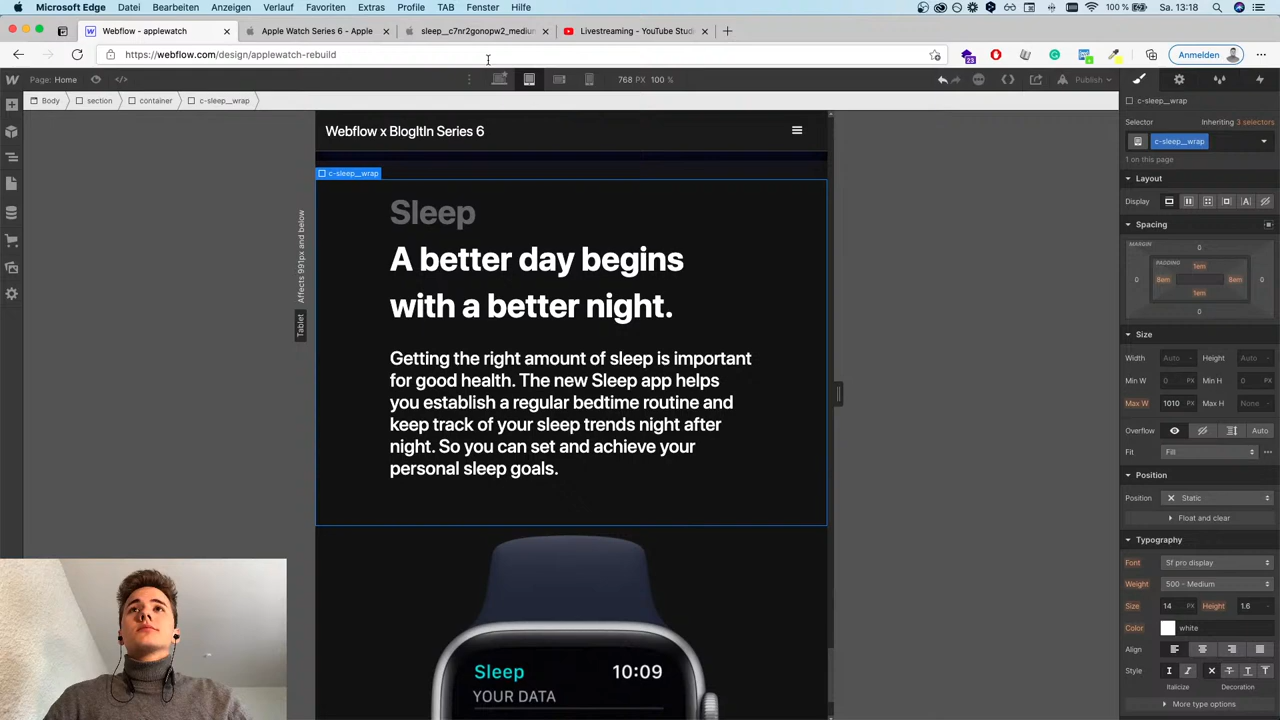 Microsoft Edge Datei Bearbeiten Anzeigen Verlauf Favoriten Extras Profile TAB Fenster Hilfe 100 % Sa. 13:18
Webflow - applewatch
Apple Watch Series 6 - Apple
sleep__c7nr2gonopw2_medium
Livestreaming - YouTube Stud
https://webflow.com/design/applewatch-rebuild
23
Anmelden
Page: Home
768 PX 100 %
Publish
Body section container c-sleep__wrap
c-sleep__wrap
Selector Inheriting 3 selectors
c-sleep__wrap
1 on this page
Webflow x BlogItIn Series 6
c-sleep__wrap
Sleep
A better day begins
with a better night.
Getting the right amount of sleep is important
for good health. The new Sleep app helps
you establish a regular bedtime routine and
keep track of your sleep trends night after
night. So you can set and achieve your
personal sleep goals.
Affects 991px and below
Tablet
Sleep 10:09
YOUR DATA
Layout
Display
Spacing
MARGIN
0
PADDING
1em
0 8em 8em 0
1em
0
Size
Width Auto - Height Auto -
Min W 0 PX Min H 0 PX
Max W 1010 PX Max H None -
Overflow Auto
Fit Fill
Position
Position Static
Float and clear
Typography
Font Sf pro display
Weight 500 - Medium
Size 14 PX Height 1.6 -
Color white
Align
Style
Italicize Decoration
More type options